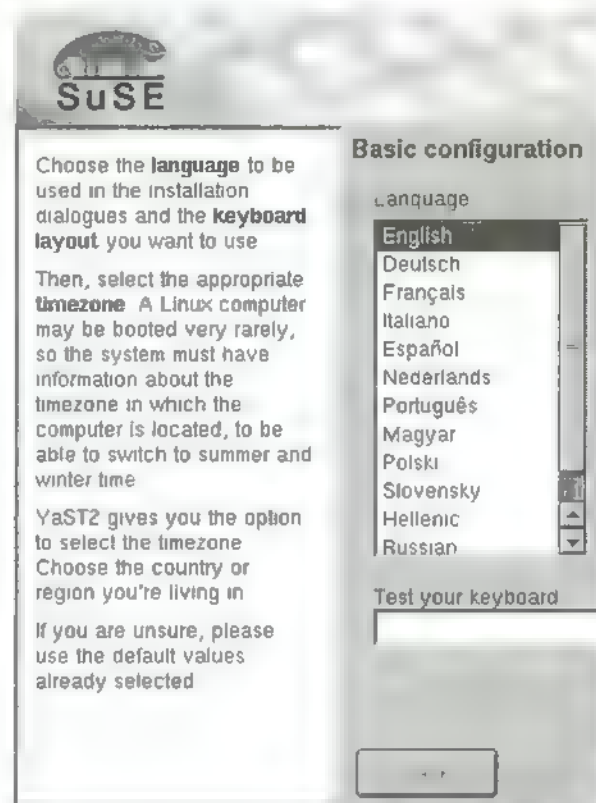 SuSE
Choose the language to be
used in the installation
dialogues and the keyboard
layout you want to use
Then, select the appropriate
timezone A Linux computer
may be booted very rarely,
so the system must have
information about the
timezone in which the
computer is located, to be
able to switch to summer and
winter time
YaST2 gives you the option
to select the timezone
Choose the country or
region you're living in
If you are unsure, please
use the default values
already selected
Basic configuration
Language
English
Deutsch
Français
Italiano
Español
Nederlands
Português
Magyar
Polski
Slovensky
Hellenic
Russian
Test your keyboard